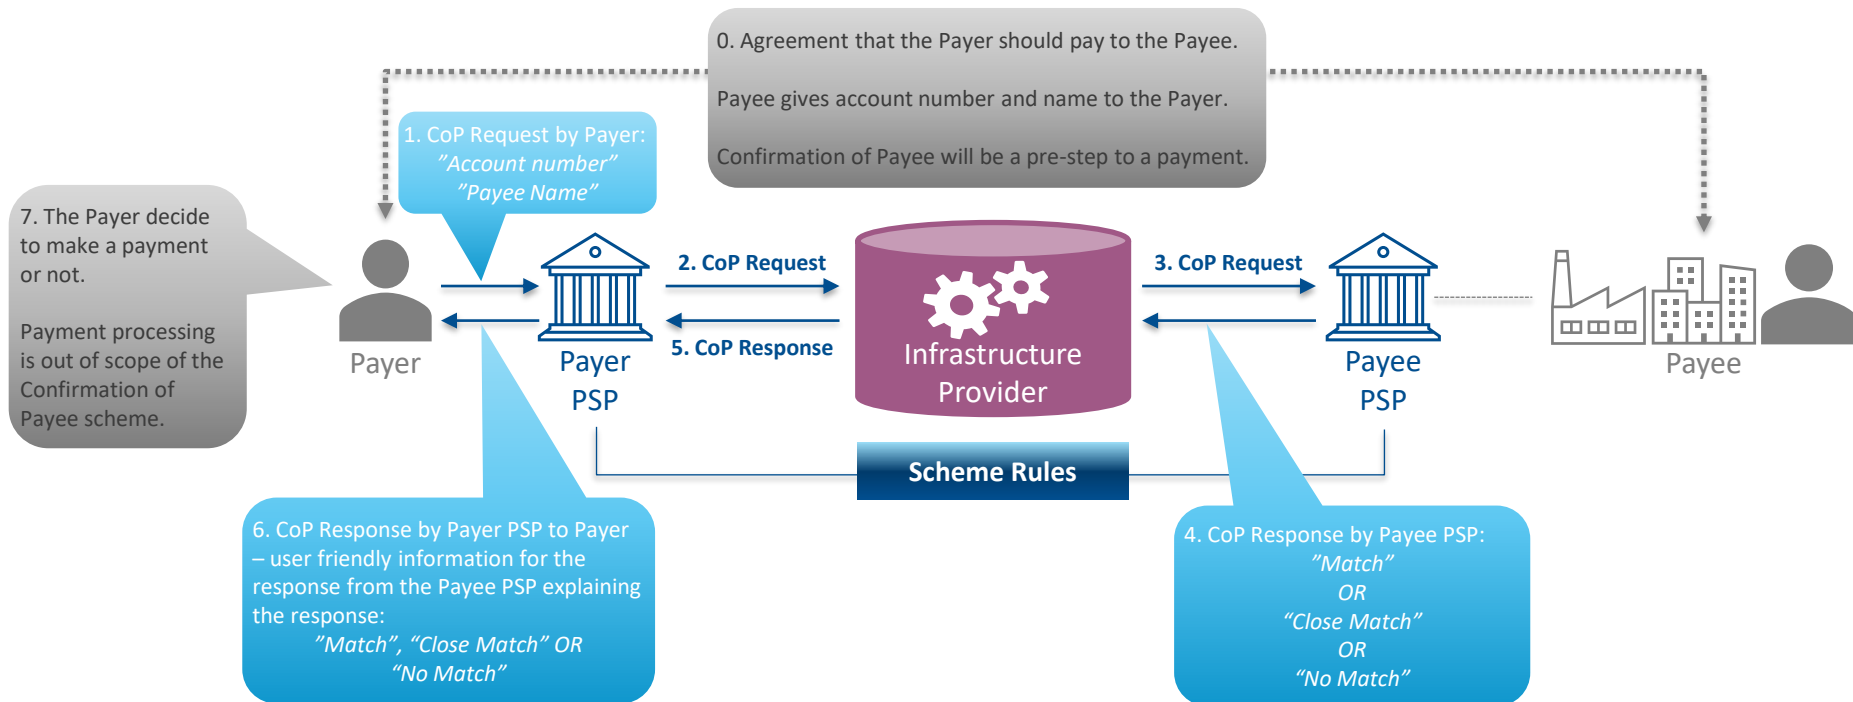 0. Agreement that the Payer should pay to the Payee.
Payee gives account number and name to the Payer.
Confirmation of Payee will be a pre-step to a payment.
1. CoP Request by Payer:
”Account number”
”Payee Name”
7. The Payer decide
to make a payment
or not.
Payment processing
is out of scope of the
Confirmation of
Payee scheme.
Payer
Payer
PSP
2. CoP Request
5. CoP Response
Infrastructure
Provider
3. CoP Request
Payee
PSP
Payee
Scheme Rules
6. CoP Response by Payer PSP to Payer
– user friendly information for the
response from the Payee PSP explaining
the response:
”Match”, “Close Match” OR
“No Match”
4. CoP Response by Payee PSP:
”Match”
OR
“Close Match”
OR
“No Match”